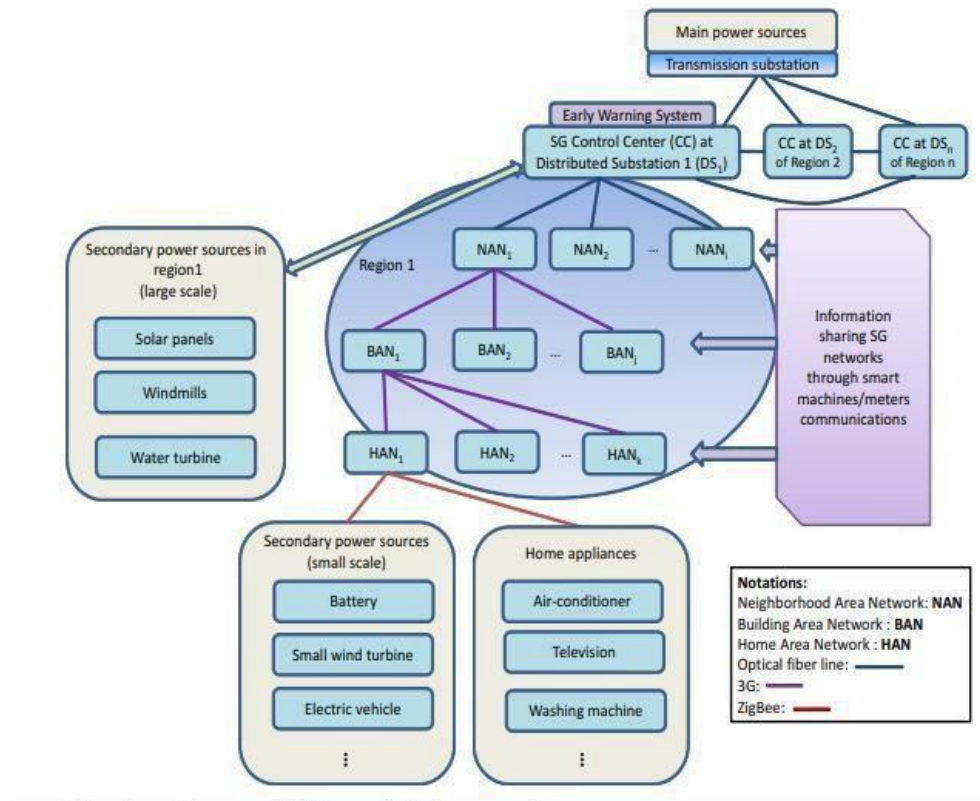 Main power sources
Transmission substation
Early Warning System
SG Control Center (CC) at
Distributed Substation 1 (DS1)
CC at DS2
of Region 2
CC at DSn
of Region n
Secondary power sources in
region1
(large scale)
Solar panels
Windmills
Water turbine
Region 1
NAN1
NAN2
...
NANi
BAN1
BAN2
...
BANj
HAN1
HAN2
...
HANk
Information
sharing SG
networks
through smart
machines/meters
communications
Secondary power sources
(small scale)
Battery
Small wind turbine
Electric vehicle
⋮
Home appliances
Air-conditioner
Television
Washing machine
⋮
Notations:
Neighborhood Area Network: NAN
Building Area Network : BAN
Home Area Network : HAN
Optical fiber line:
3G:
ZigBee: